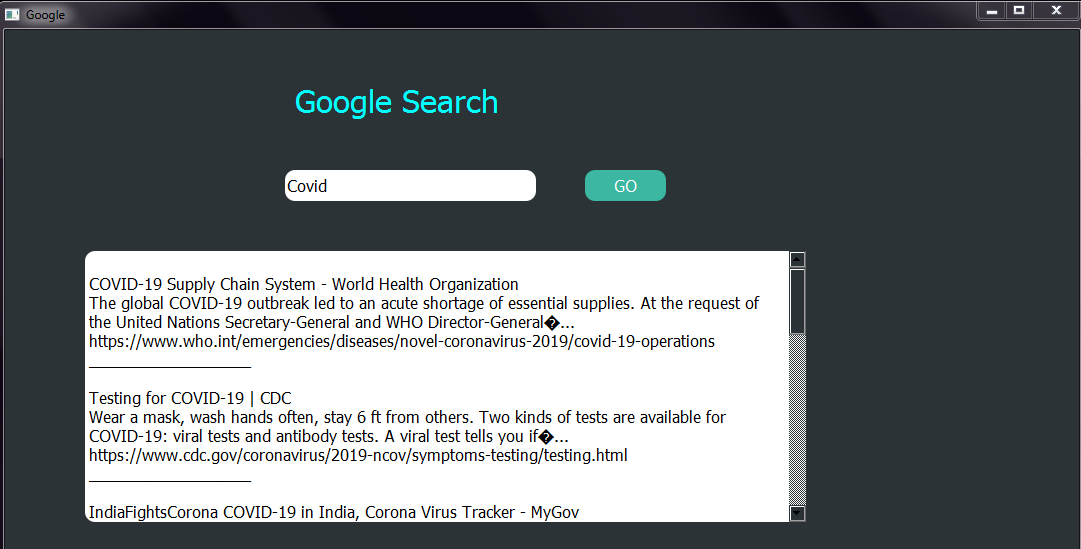 Google
Google Search
Covid
GO
COVID-19 Supply Chain System - World Health Organization
The global COVID-19 outbreak led to an acute shortage of essential supplies. At the request of
the United Nations Secretary-General and WHO Director-General�...
https://www.who.int/emergencies/diseases/novel-coronavirus-2019/covid-19-operations
____________________
Testing for COVID-19 | CDC
Wear a mask, wash hands often, stay 6 ft from others. Two kinds of tests are available for
COVID-19: viral tests and antibody tests. A viral test tells you if�...
https://www.cdc.gov/coronavirus/2019-ncov/symptoms-testing/testing.html
____________________
IndiaFightsCorona COVID-19 in India, Corona Virus Tracker - MyGov